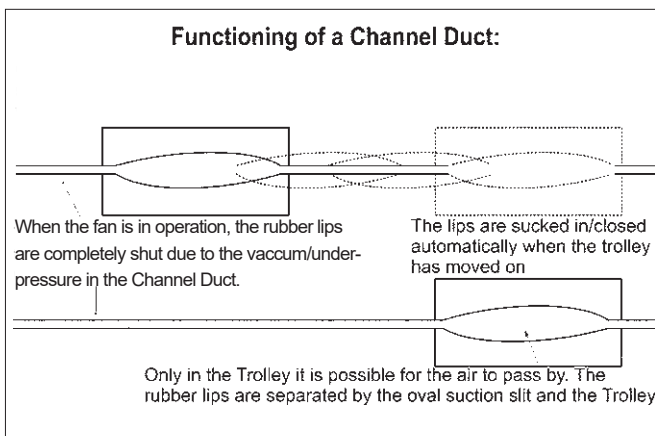 Functioning of a Channel Duct:
When the fan is in operation, the rubber lips
are completely shut due to the vaccum/under-
pressure in the Channel Duct.
The lips are sucked in/closed
automatically when the trolley
has moved on
Only in the Trolley it is possible for the air to pass by. The
rubber lips are separated by the oval suction slit and the Trolley